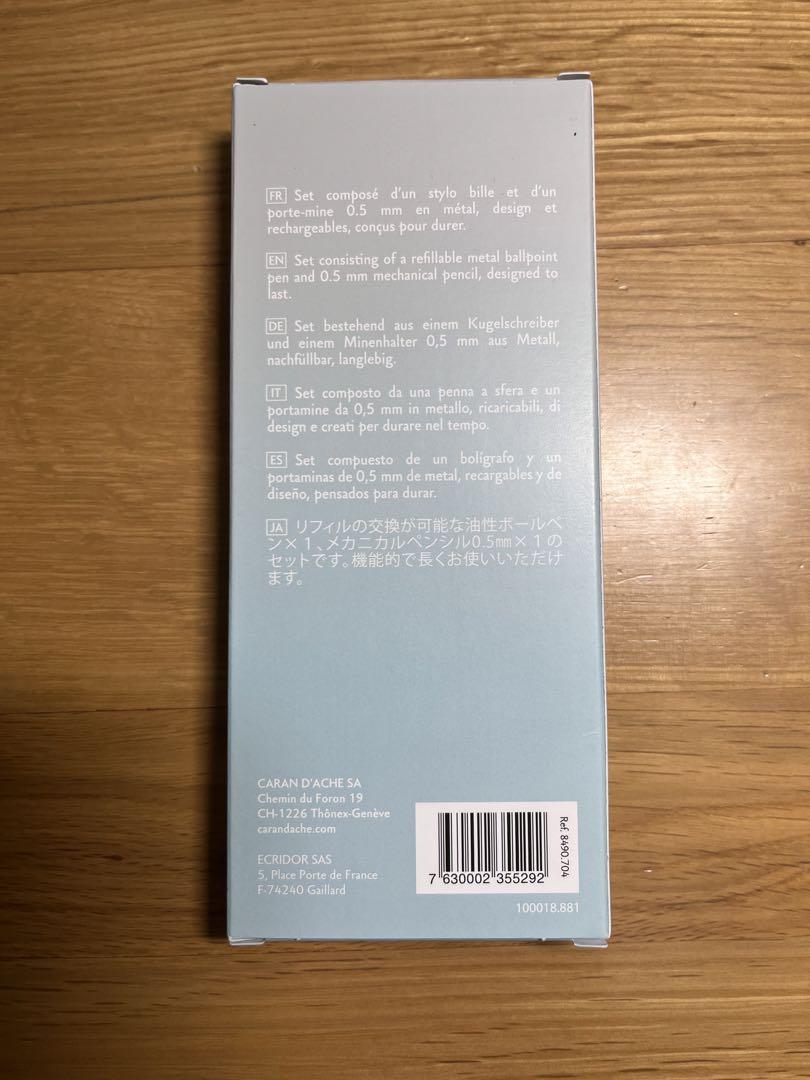 FR Set composé d'un stylo bille et d'un
porte-mine 0.5 mm en métal, design et
rechargeables, conçus pour durer.
EN Set consisting of a refillable metal ballpoint
pen and 0.5 mm mechanical pencil, designed to
last.
DE Set bestehend aus einem Kugelschreiber
und einem Minenhalter 0,5 mm aus Metall,
nachfüllbar, langlebig.
IT Set composto da una penna a sfera e un
portamine da 0,5 mm in metallo, ricaricabili, di
design e creati per durare nel tempo.
ES Set compuesto de un bolígrafo y un
portaminas de 0,5 mm de metal, recargables y de
diseño, pensados para durar.
JA リフィルの交換が可能な油性ボールペ
ン×1、メカニカルペンシル0.5㎜×1の
セットです。機能的で長くお使いいただけ
ます。
CARAN D'ACHE SA
Chemin du Foron 19
CH-1226 Thônex-Genève
carandache.com
ECRIDOR SAS
5, Place Porte de France
F-74240 Gaillard
7 630002 355292
Ref. 8490.704
100018.881